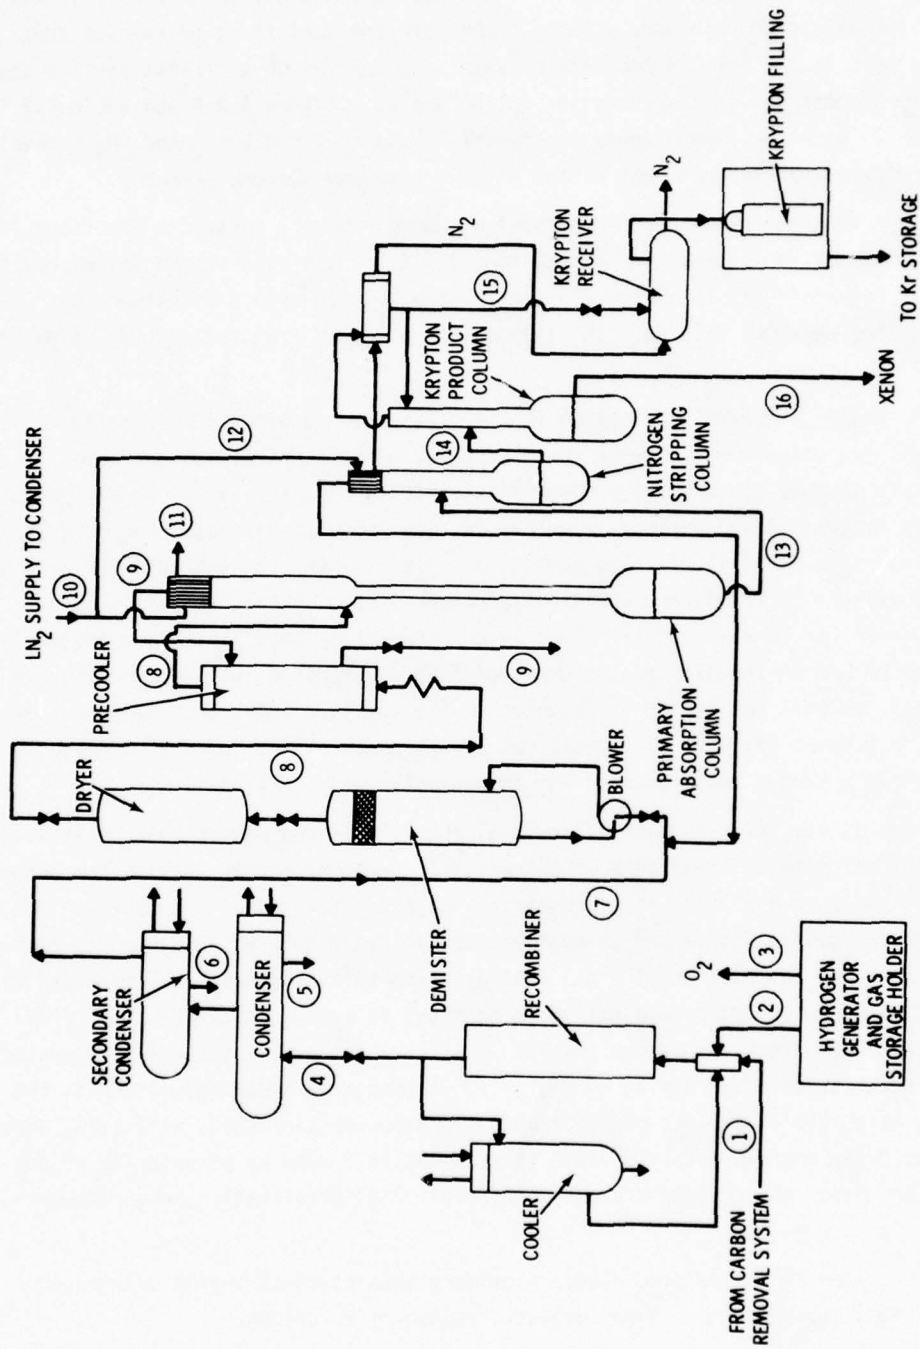 FROM CARBON
REMOVAL SYSTEM
1
COOLER
HYDROGEN
GENERATOR
AND GAS
STORAGE HOLDER
2
3
O2
RECOMBINER
4
CONDENSER
5
SECONDARY
CONDENSER
6
7
DEMISTER
BLOWER
DRYER
8
PRECOOLER
8
9
9
LN2 SUPPLY TO CONDENSER
10
11
12
PRIMARY
ABSORPTION
COLUMN
13
NITROGEN
STRIPPING
COLUMN
14
KRYPTON
PRODUCT
COLUMN
15
N2
16
XENON
KRYPTON
RECEIVER
N2
KRYPTON FILLING
TO Kr STORAGE